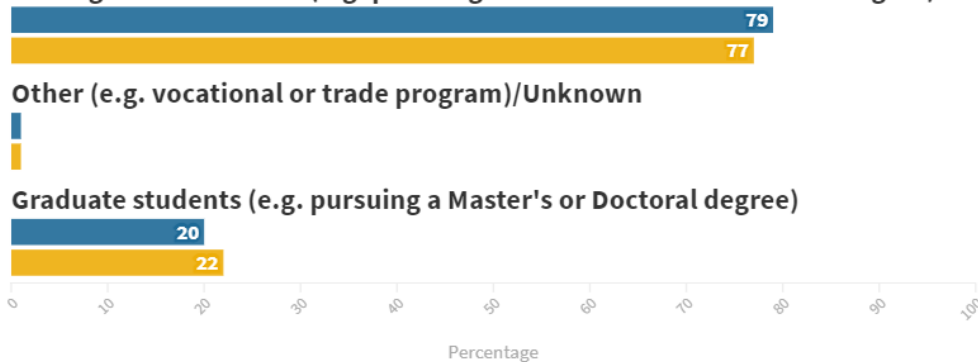 79
77
Other (e.g. vocational or trade program)/Unknown
Graduate students (e.g. pursuing a Master's or Doctoral degree)
20
22
0 10 20 30 40 50 60 70 80 90 100
Percentage